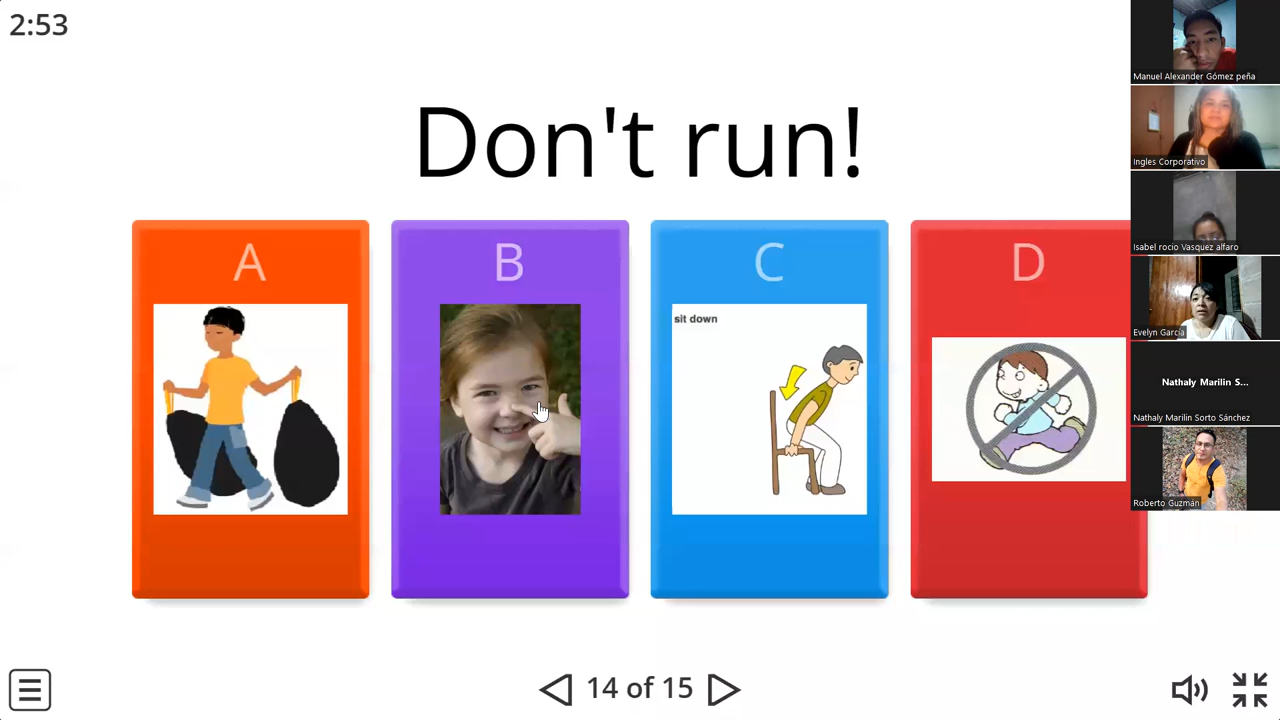 2:53
Don't run!
A
B
C
D
sit down
14 of 15
Manuel Alexander Gómez peña
Ingles Corporativo
Isabel rocio Vasquez alfaro
Evelyn García
Nathaly Marilin S...
Nathaly Marilin Sorto Sánchez
Roberto Guzmán